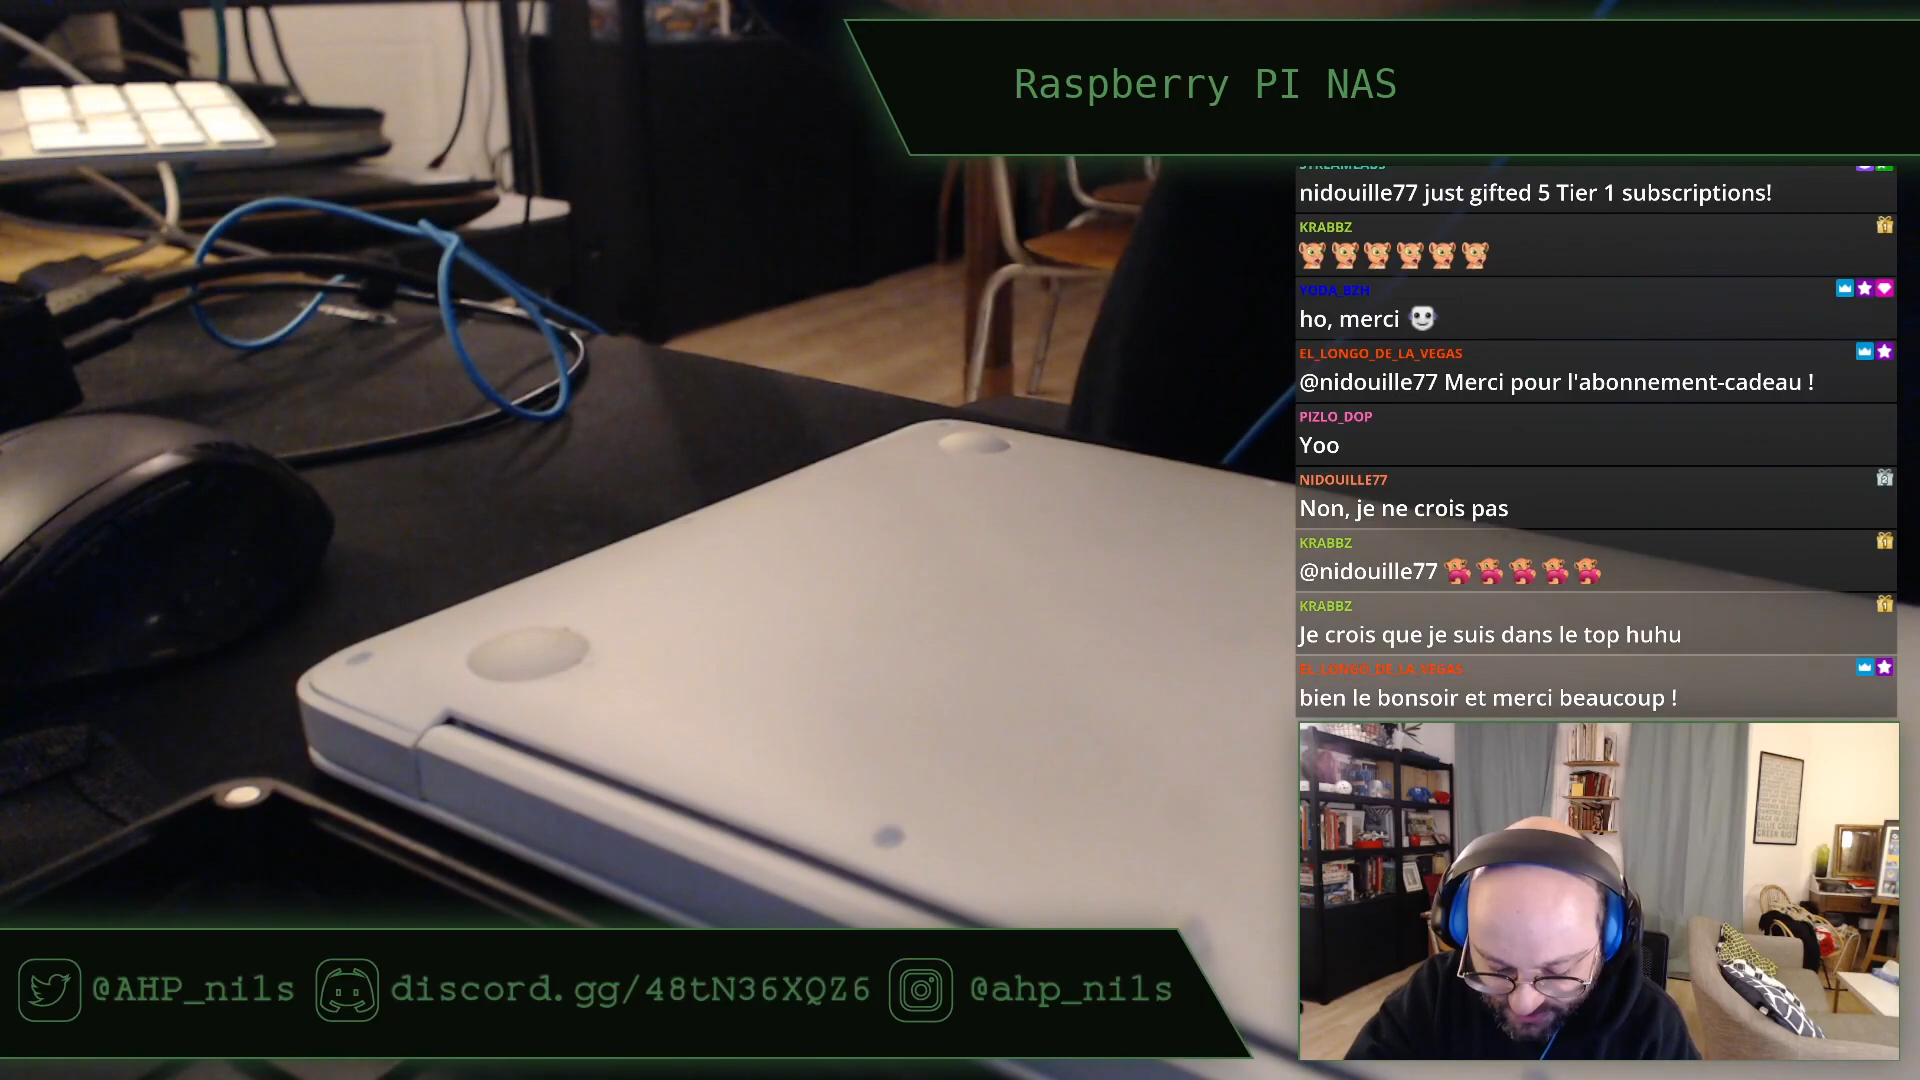 Raspberry PI NAS
nidouille77 just gifted 5 Tier 1 subscriptions!
KRABBZ
YODA_BZH
ho, merci
EL_LONGO_DE_LA_VEGAS
@nidouille77 Merci pour l'abonnement-cadeau !
PIZLO_DOP
Yoo
NIDOUILLE77
Non, je ne crois pas
KRABBZ
@nidouille77
KRABBZ
Je crois que je suis dans le top huhu
EL_LONGO_DE_LA_VEGAS
bien le bonsoir et merci beaucoup !
@AHP_nils
discord.gg/48tN36XQZ6
@ahp_nils